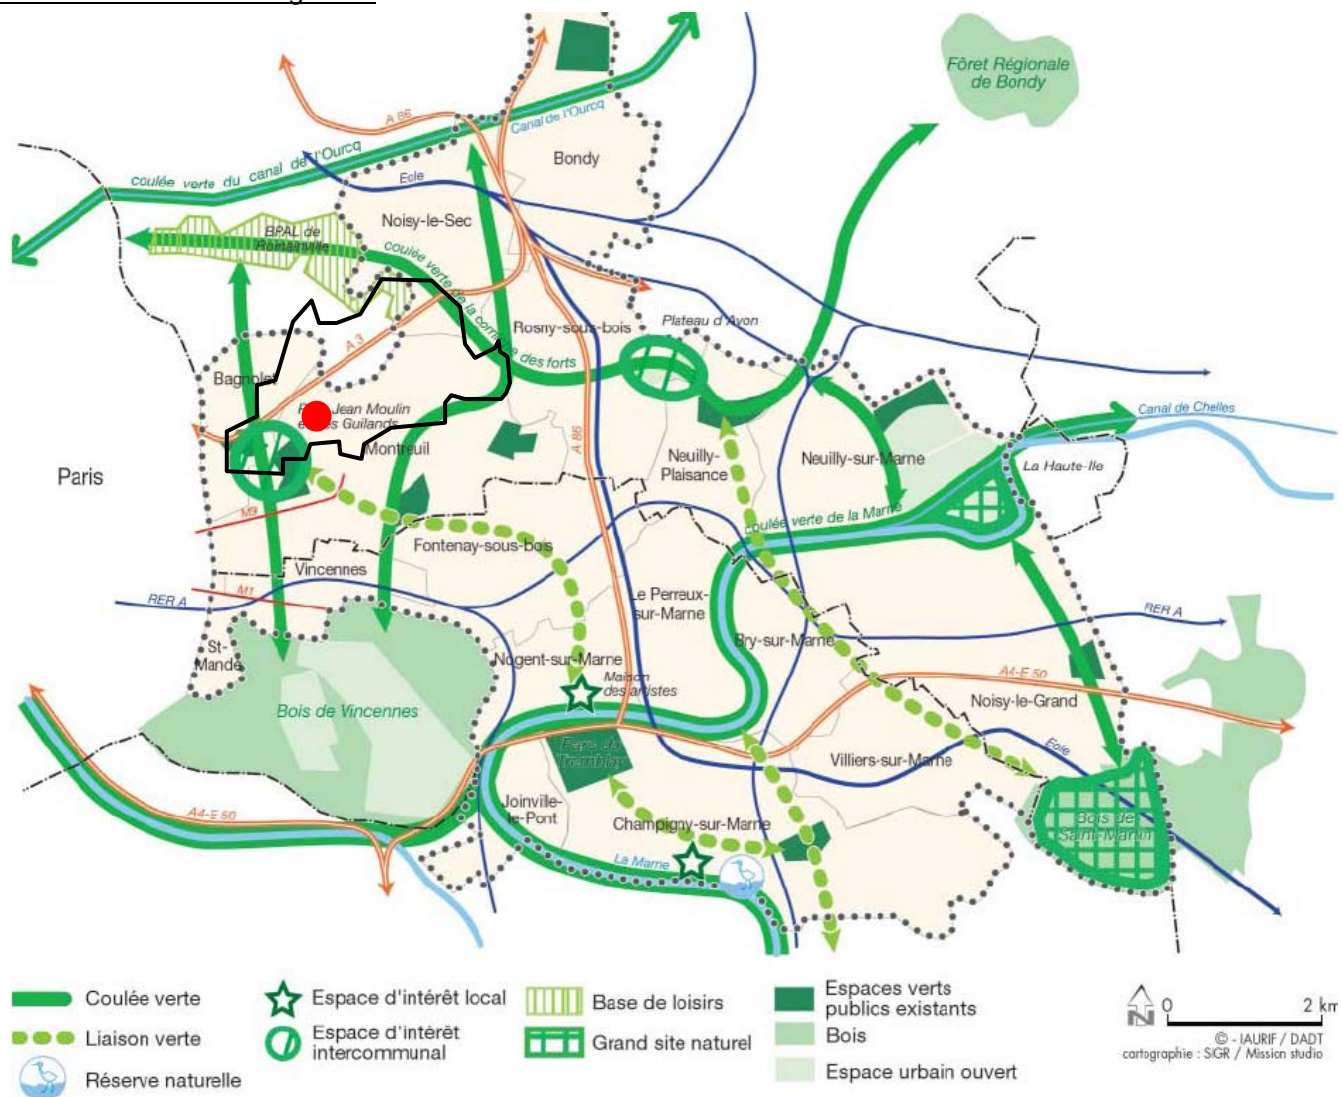 Fôret Régionale
de Bondy
A 86
Canal de l'Ourcq
coulée verte du canal de l'Ourcq
Bondy
Eole
Noisy-le-Sec
BPAL de
Romainville
coulée verte de la corniche des forts
Rosny-sous-bois
Plateau d'Avron
A 3
Bagnolet
Jean Moulin
Guilands
Montreuil
A 86
Canal de Chelles
Neuilly-
Plaisance
Neuilly-sur-Marne
La Haute-Ile
Paris
M9
coulée verte de la Marne
Fontenay-sous-bois
Vincennes
M1
RER A
Le Perreux-
sur-Marne
RER A
Bry-sur-Marne
St-
Mandé
Nogent-sur-Marne
Maison
des artistes
A4-E 50
Noisy-le-Grand
Bois de Vincennes
Parc du
Tremblay
Eole
Villiers-sur-Marne
Joinville-
le-Pont
A4-E 50
Champigny-sur-Marne
Bois de
Saint-Martin
La Marne
Coulée verte
Liaison verte
Réserve naturelle
Espace d'intérêt local
Espace d'intérêt
intercommunal
Base de loisirs
Grand site naturel
Espaces verts
publics existants
Bois
Espace urbain ouvert
N
0 2 km
© - IAURIF / DADT
cartographie : SIGR / Mission studio